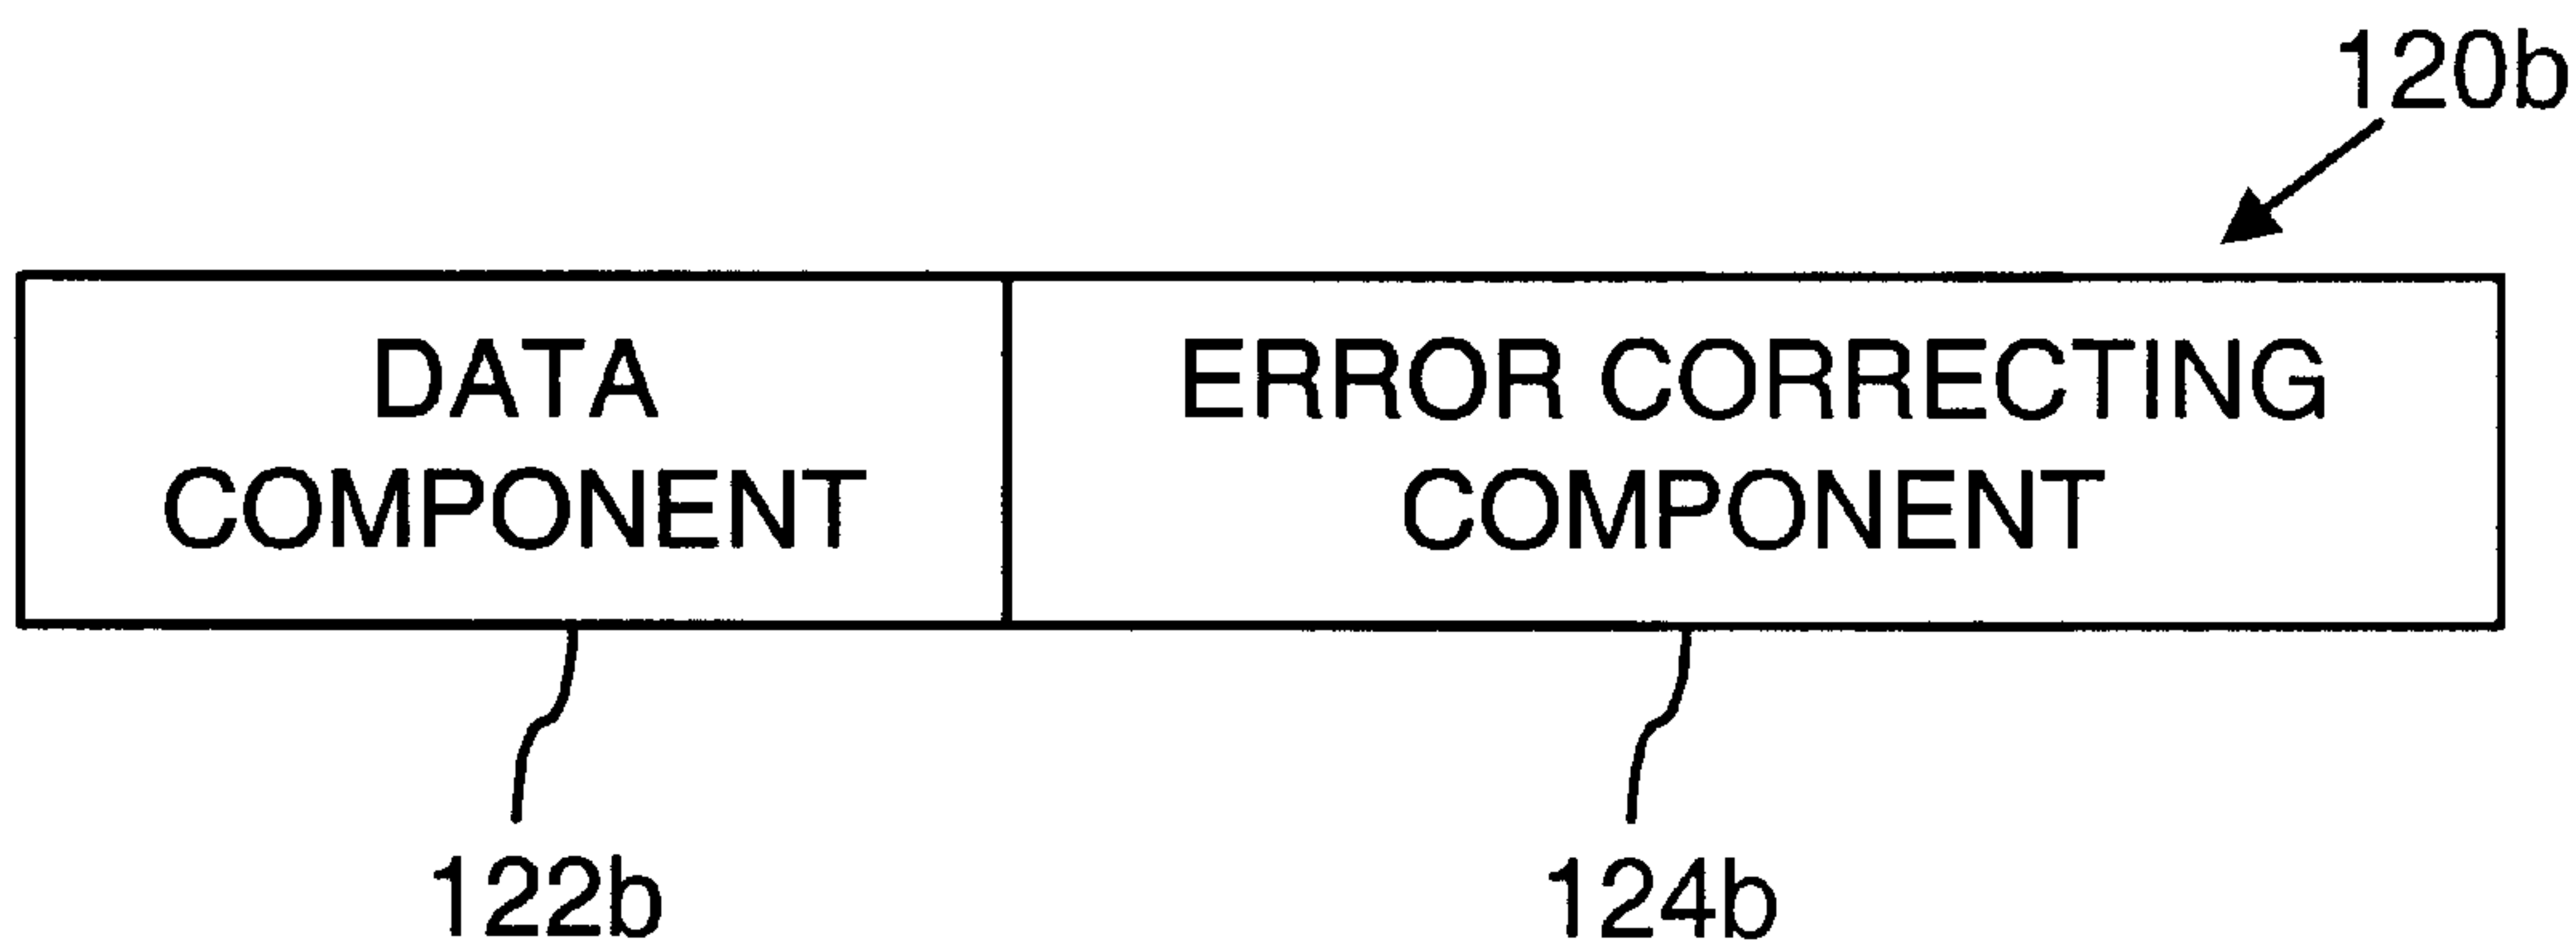 120b
DATA
COMPONENT
ERROR CORRECTING
COMPONENT
122b
124b